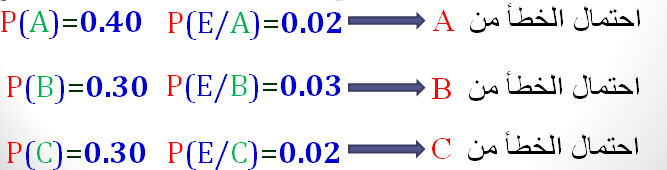 P(A)=0.40 P(E/A)=0.02 A احتمال الخطأ من
P(B)=0.30 P(E/B)=0.03 B احتمال الخطأ من
P(C)=0.30 P(E/C)=0.02 C احتمال الخطأ من